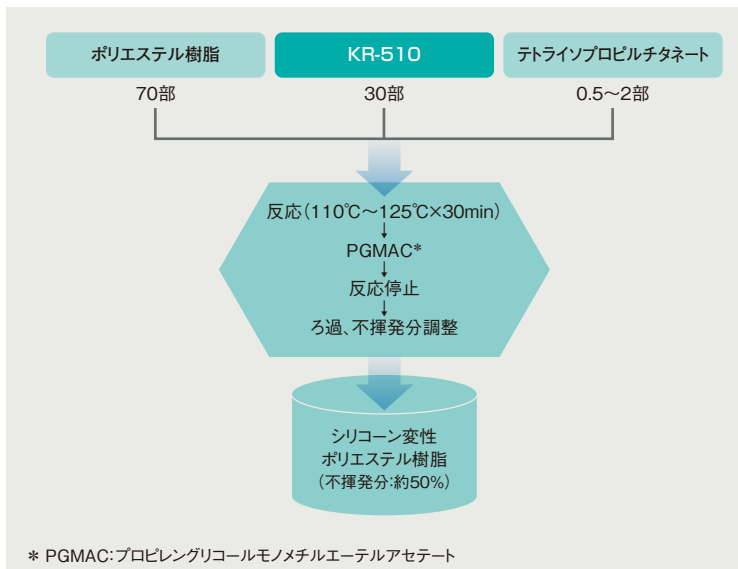 ポリエステル樹脂
KR-510
テトライソプロピルチタネート
70部
30部
0.5～2部
反応（110℃～125℃×30min）
↓
PGMAC*
↓
反応停止
↓
ろ過、不揮発分調整
シリコーン変性
ポリエステル樹脂
（不揮発分:約50%）
* PGMAC:プロピレングリコールモノメチルエーテルアセテート